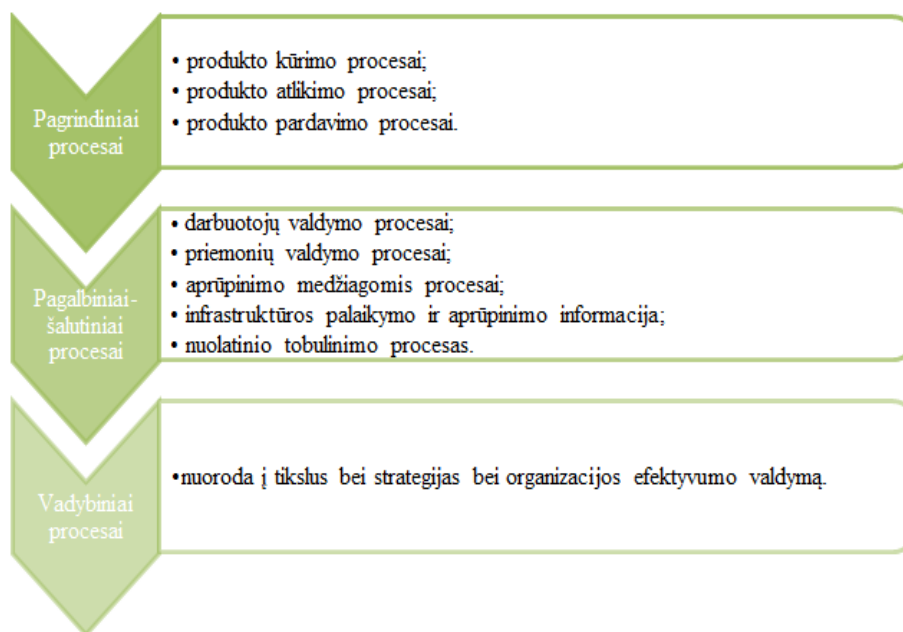 Pagrindiniai
procesai
• produkto kūrimo procesai;
• produkto atlikimo procesai;
• produkto pardavimo procesai.
Pagalbiniai-
šalutiniai
procesai
• darbuotojų valdymo procesai;
• priemonių valdymo procesai;
• aprūpinimo medžiagomis procesai;
• infrastruktūros palaikymo ir aprūpinimo informacija;
• nuolatinio tobulinimo procesas.
Vadybiniai
procesai
•nuoroda į tikslus bei strategijas bei organizacijos efektyvumo valdymą.